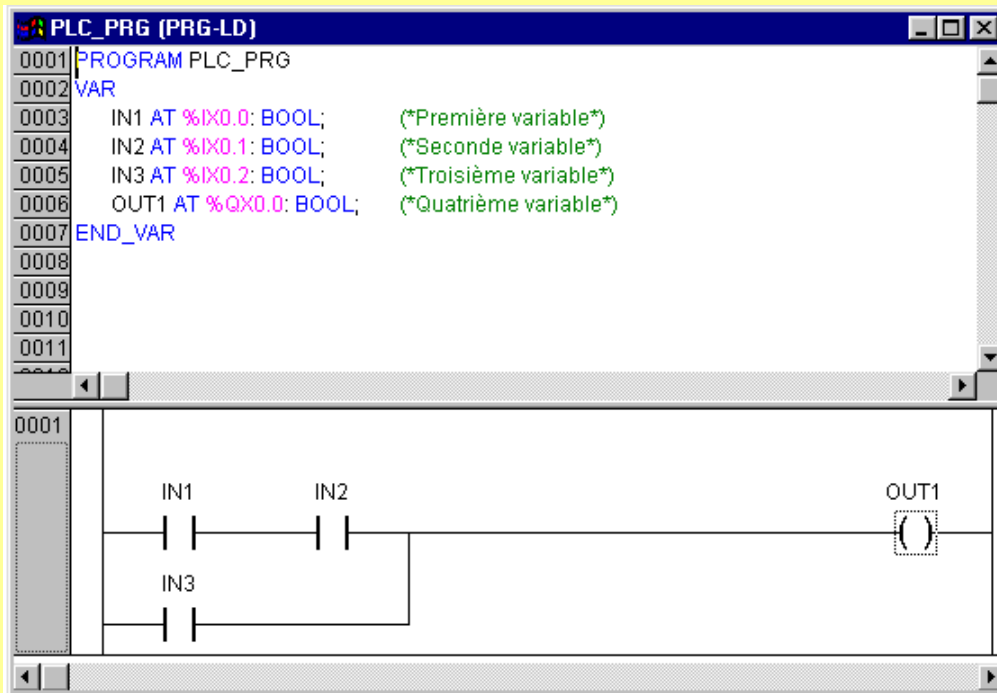 PLC_PRG (PRG-LD)
0001 PROGRAM PLC_PRG
0002 VAR
0003 IN1 AT %IX0.0: BOOL; (*Première variable*)
0004 IN2 AT %IX0.1: BOOL; (*Seconde variable*)
0005 IN3 AT %IX0.2: BOOL; (*Troisième variable*)
0006 OUT1 AT %QX0.0: BOOL; (*Quatrième variable*)
0007 END_VAR
0008
0009
0010
0011
0001
IN1 IN2 OUT1
IN3